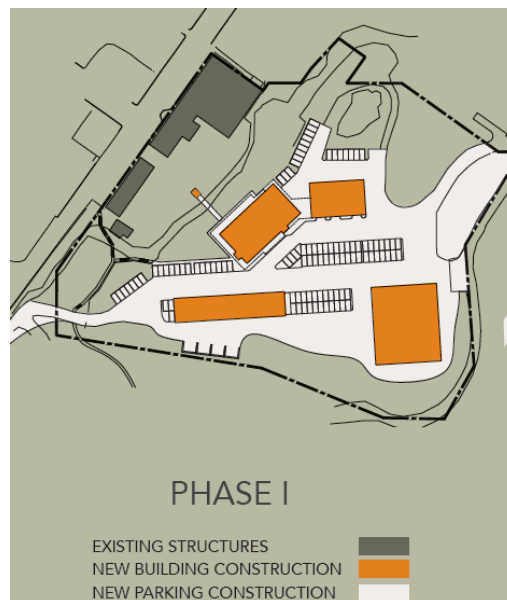 PHASE I
EXISTING STRUCTURES
NEW BUILDING CONSTRUCTION
NEW PARKING CONSTRUCTION